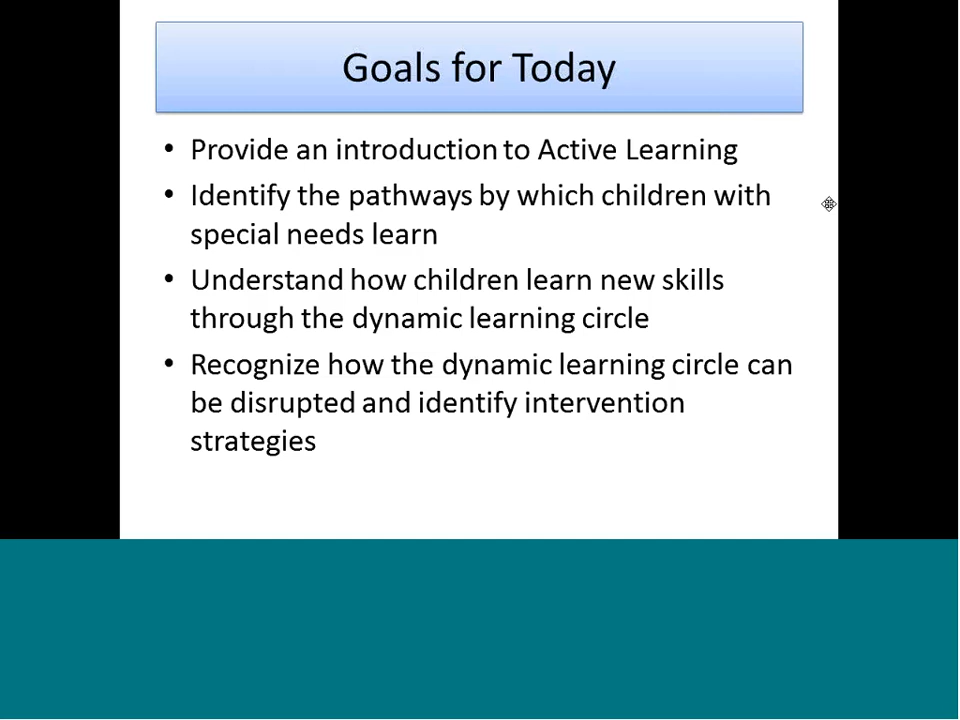 Goals for Today
• Provide an introduction to Active Learning
• Identify the pathways by which children with
special needs learn
• Understand how children learn new skills
through the dynamic learning circle
• Recognize how the dynamic learning circle can
be disrupted and identify intervention
strategies